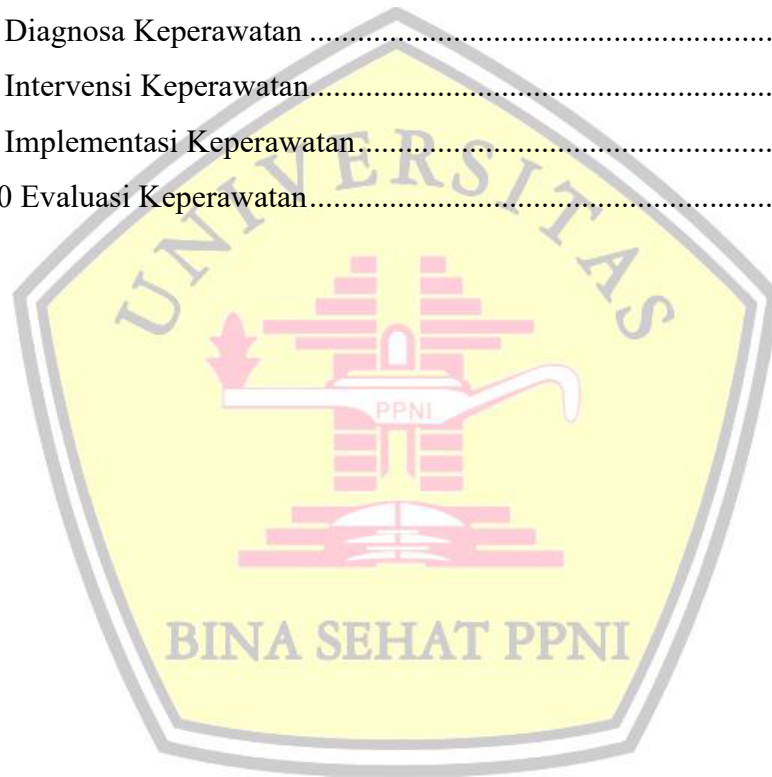 Diagnosa Keperawatan ........................................................
Intervensi Keperawatan........................................................
Implementasi Keperawatan..................................................
0 Evaluasi Keperawatan........................................................
UNIVERSITAS
PPNI
BINA SEHAT PPNI